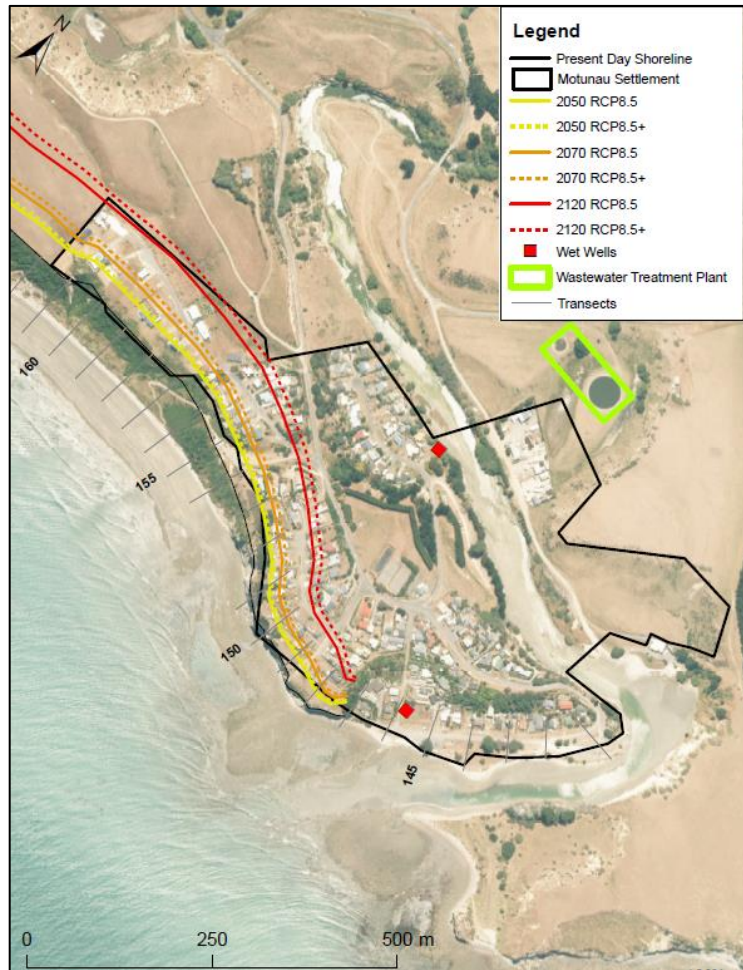 N
Legend
Present Day Shoreline
Motunau Settlement
2050 RCP8.5
2050 RCP8.5+
2070 RCP8.5
2070 RCP8.5+
2120 RCP8.5
2120 RCP8.5+
Wet Wells
Wastewater Treatment Plant
Transects
160
155
150
145
0 250 500 m